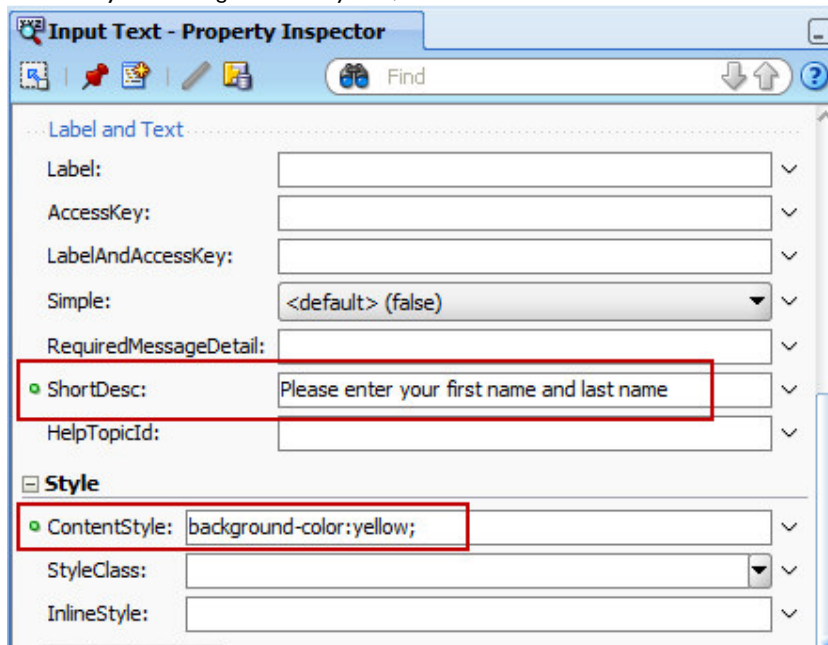 Input Text - Property Inspector
Find
Label and Text
Label:
AccessKey:
LabelAndAccessKey:
Simple: <default> (false)
RequiredMessageDetail:
ShortDesc: Please enter your first name and last name
HelpTopicId:
Style
ContentStyle: background-color:yellow;
StyleClass:
InlineStyle: